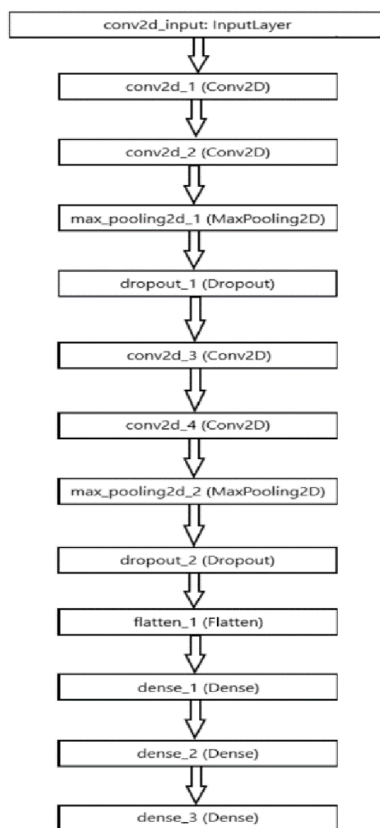 conv2d_input: InputLayer
conv2d_1 (Conv2D)
conv2d_2 (Conv2D)
max_pooling2d_1 (MaxPooling2D)
dropout_1 (Dropout)
conv2d_3 (Conv2D)
conv2d_4 (Conv2D)
max_pooling2d_2 (MaxPooling2D)
dropout_2 (Dropout)
flatten_1 (Flatten)
dense_1 (Dense)
dense_2 (Dense)
dense_3 (Dense)